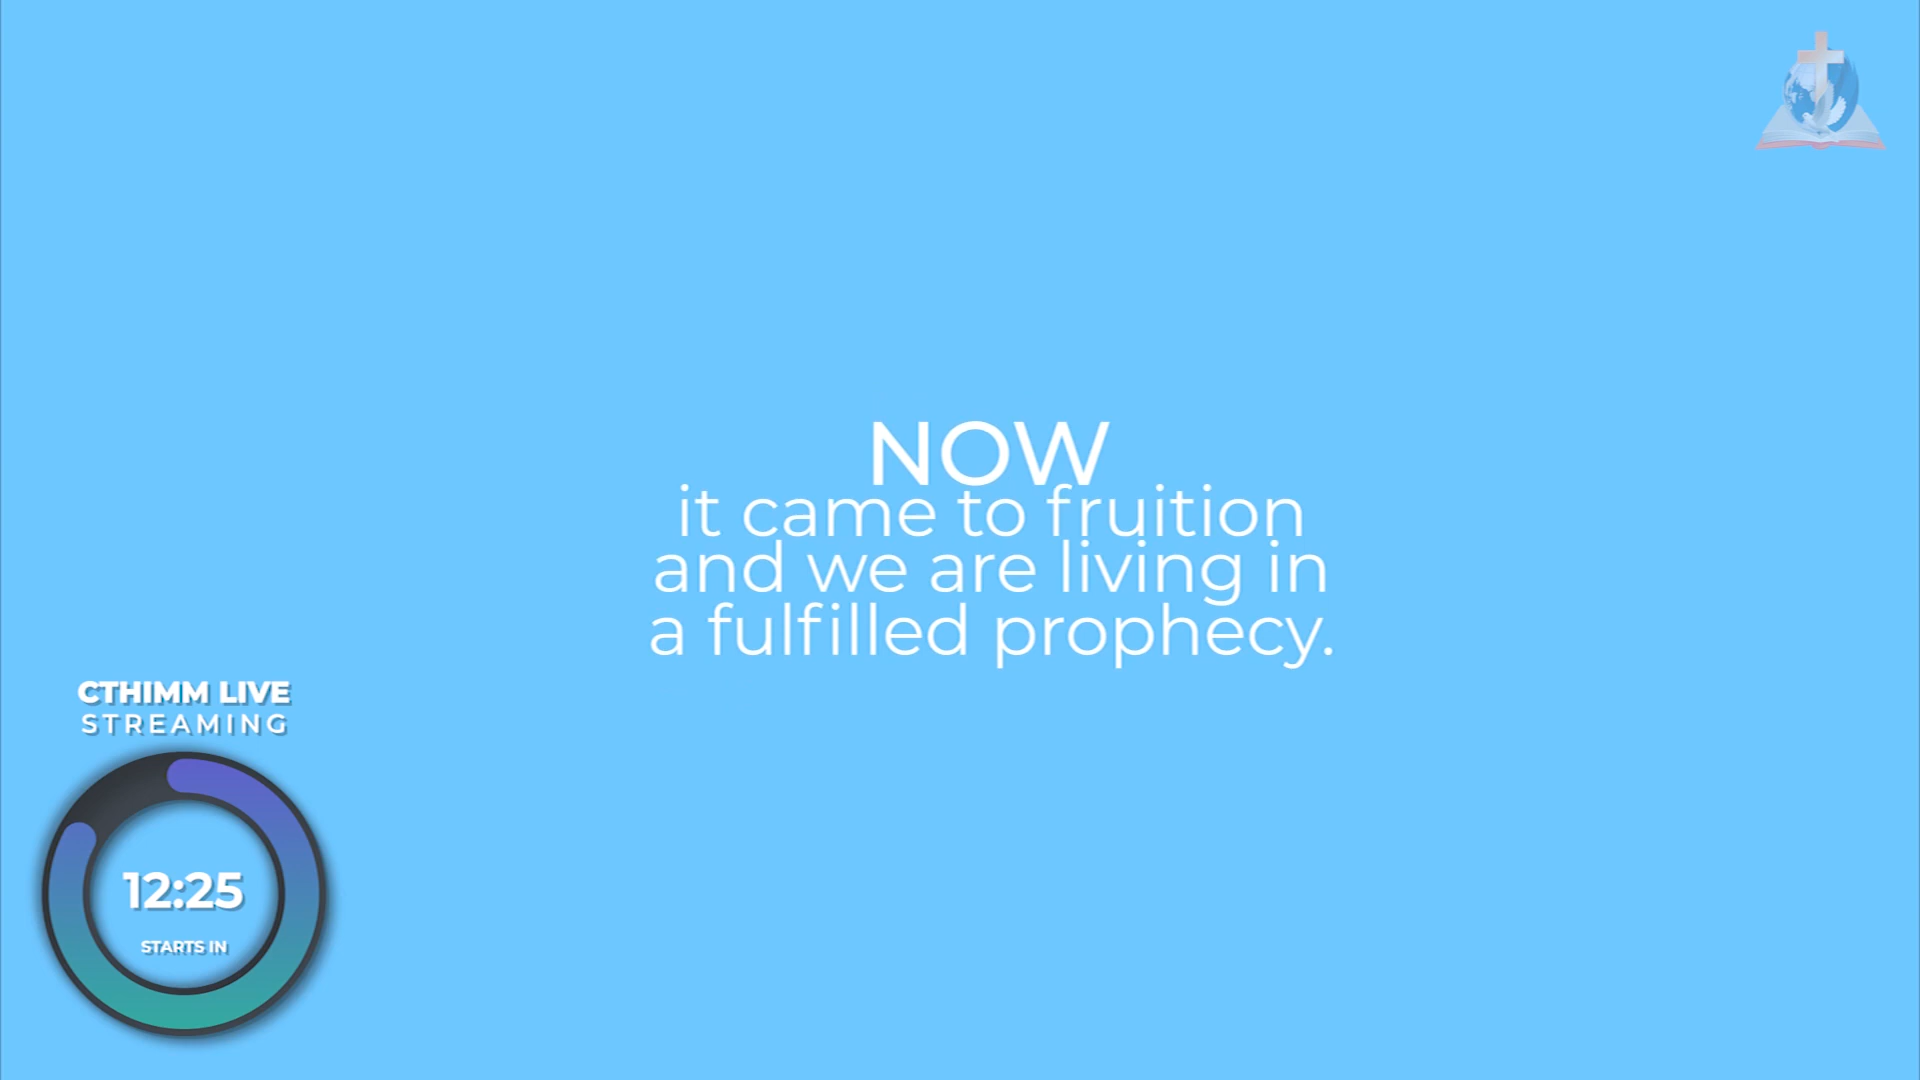 NOW
it came to fruition
and we are living in
a fulfilled prophecy.
CTHIMM LIVE
STREAMING
12:25
STARTS IN